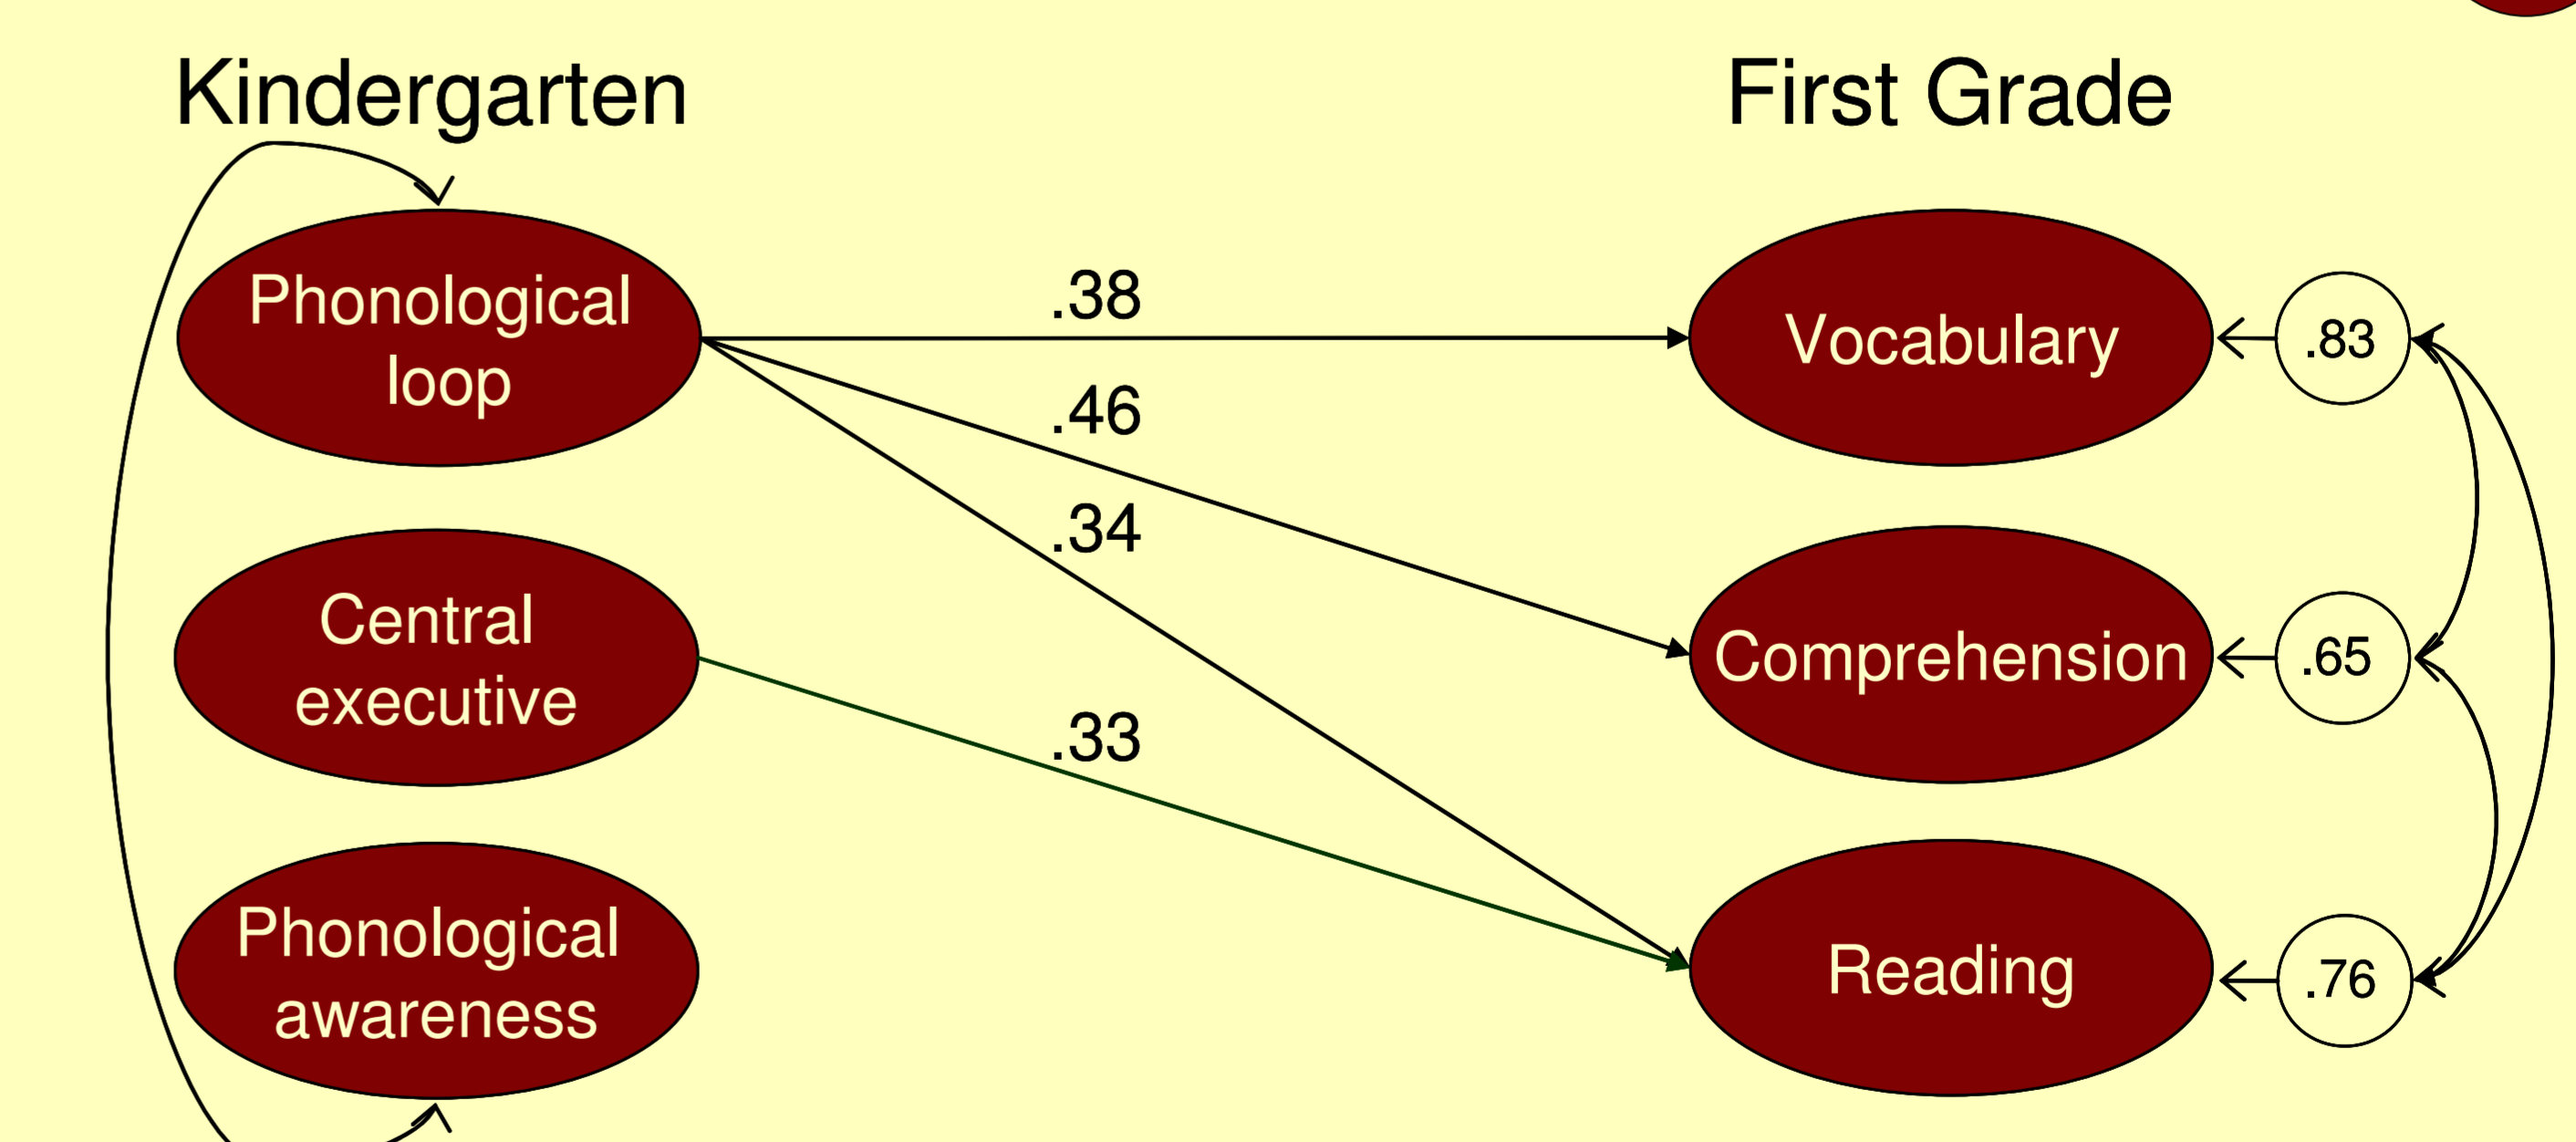 Kindergarten
First Grade
Phonological
loop
.38
Vocabulary
.83
.46
.34
Central
executive
Comprehension
.65
.33
Phonological
awareness
Reading
.76